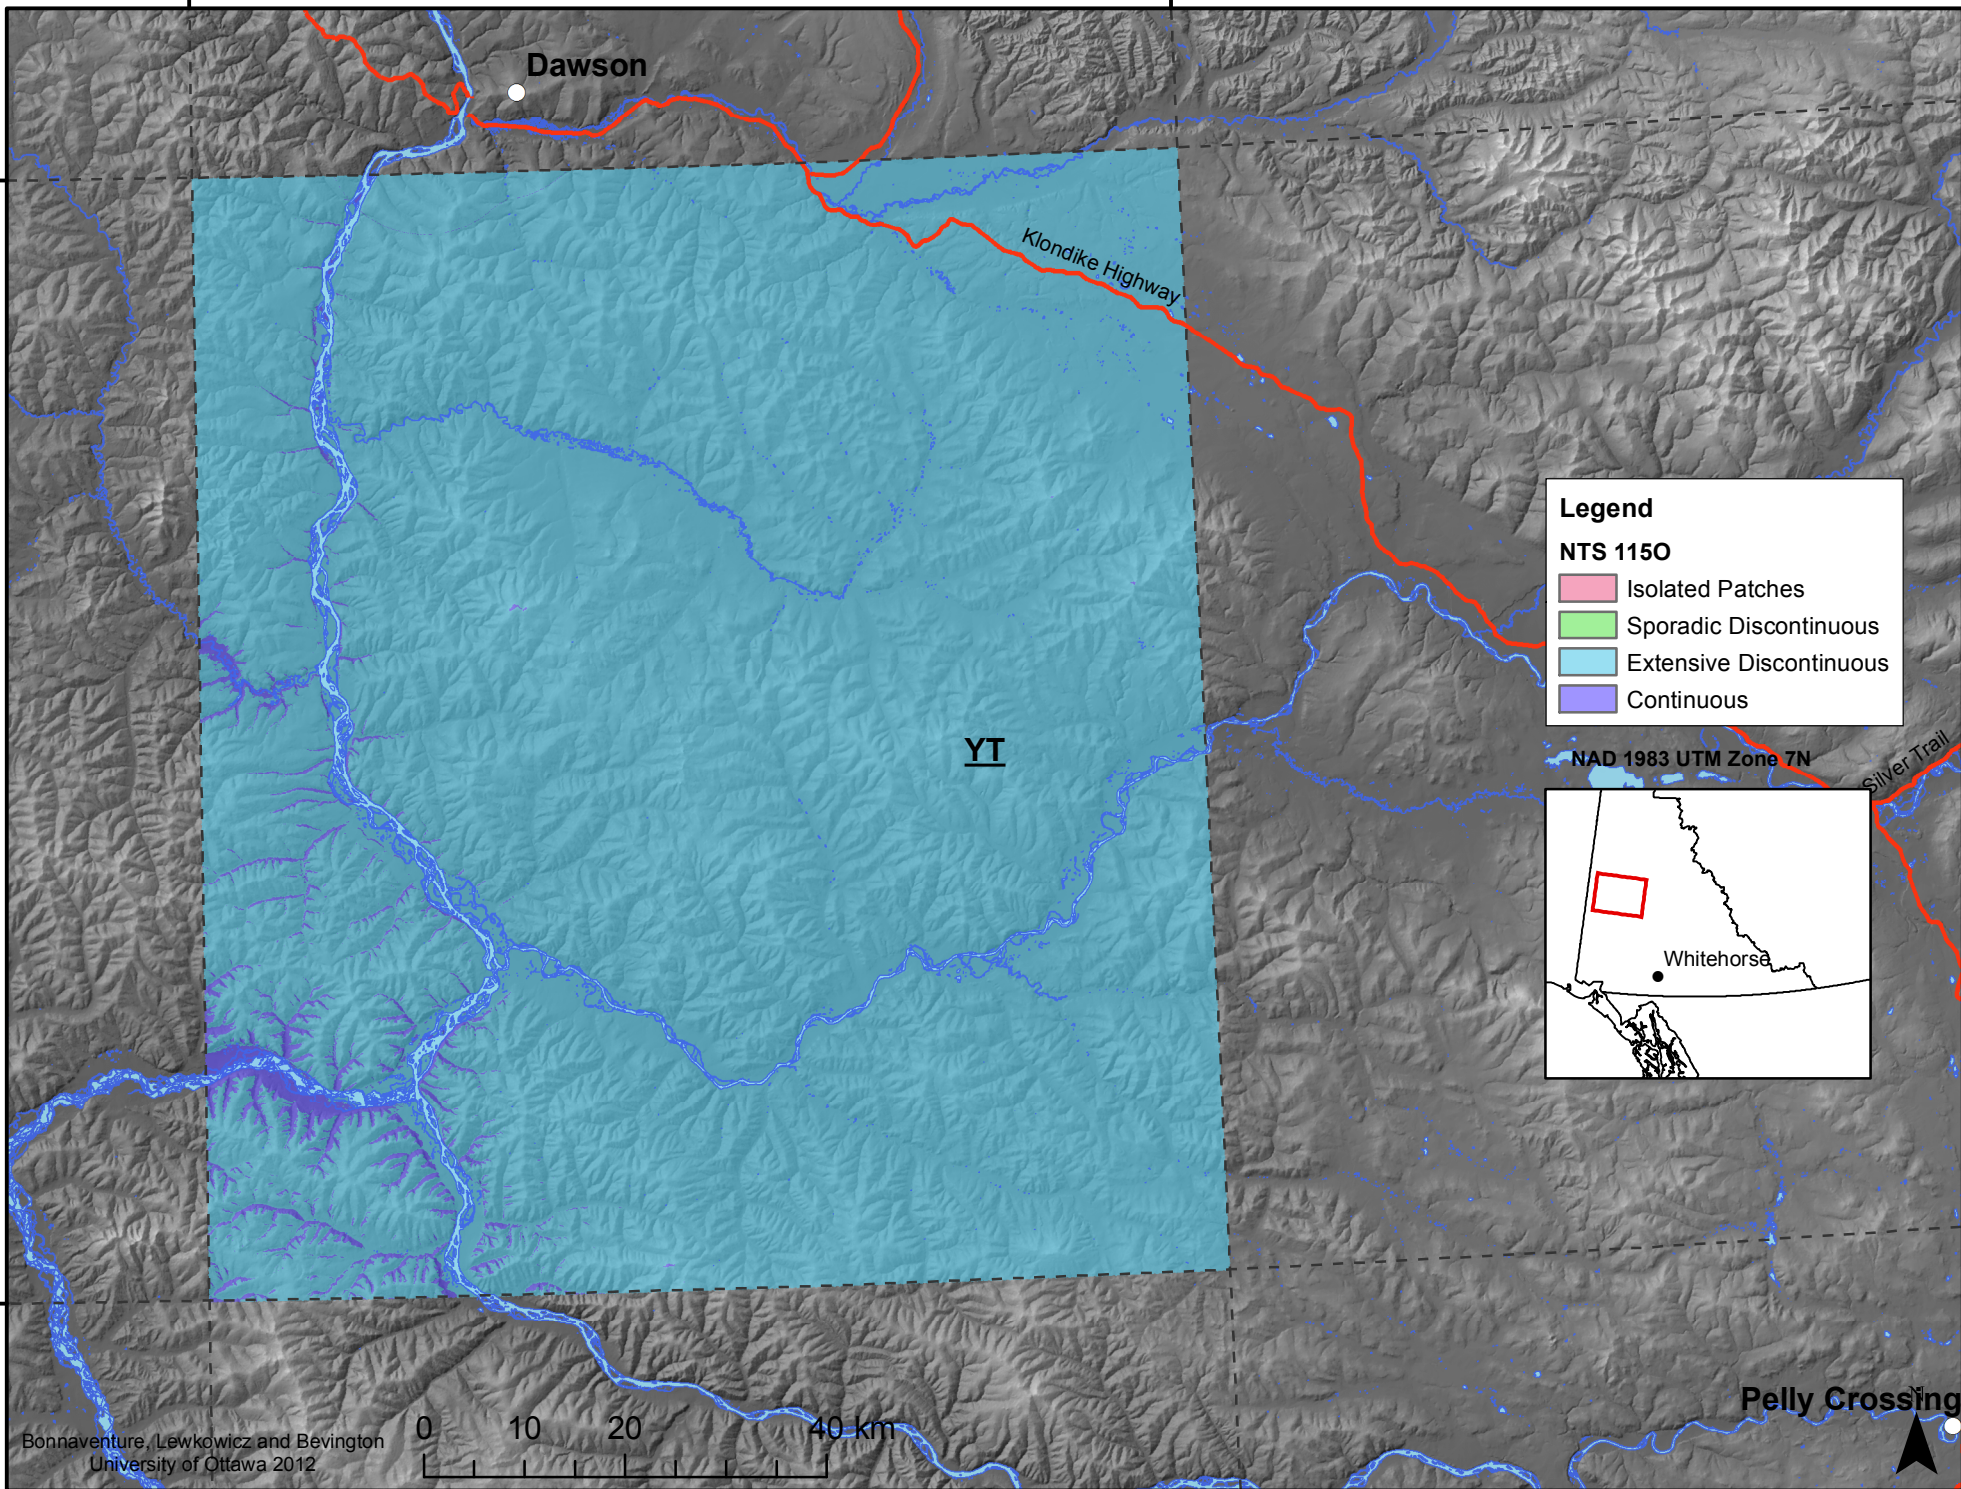 Dawson
Klondike Highway
Legend
NTS 115O
Isolated Patches
Sporadic Discontinuous
Extensive Discontinuous
Continuous
YT
NAD 1983 UTM Zone 7N
Silver Trail
Whitehorse
Pelly Crossing
N
0 10 20 40 km
Bonnaventure, Lewkowicz and Bevington
University of Ottawa 2012